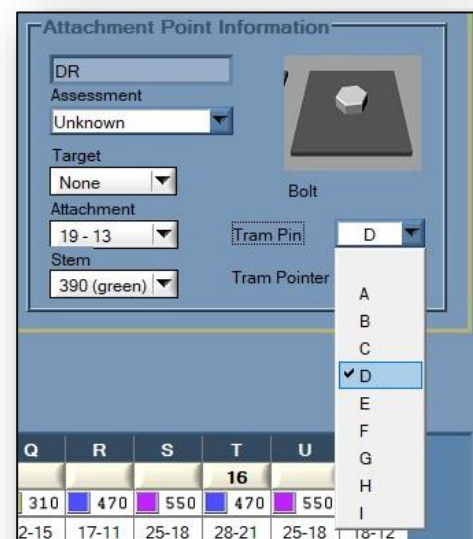 Attachment Point Information
DR
Assessment
Unknown
Target
None
Bolt
Attachment
19 - 13
Tram Pin
D
Stem
390 (green)
Tram Pointer
A
B
C
D
E
F
G
H
I
Q R S T U
16
310 470 550 470 550
2-15 17-11 25-18 28-21 25-18 18-12